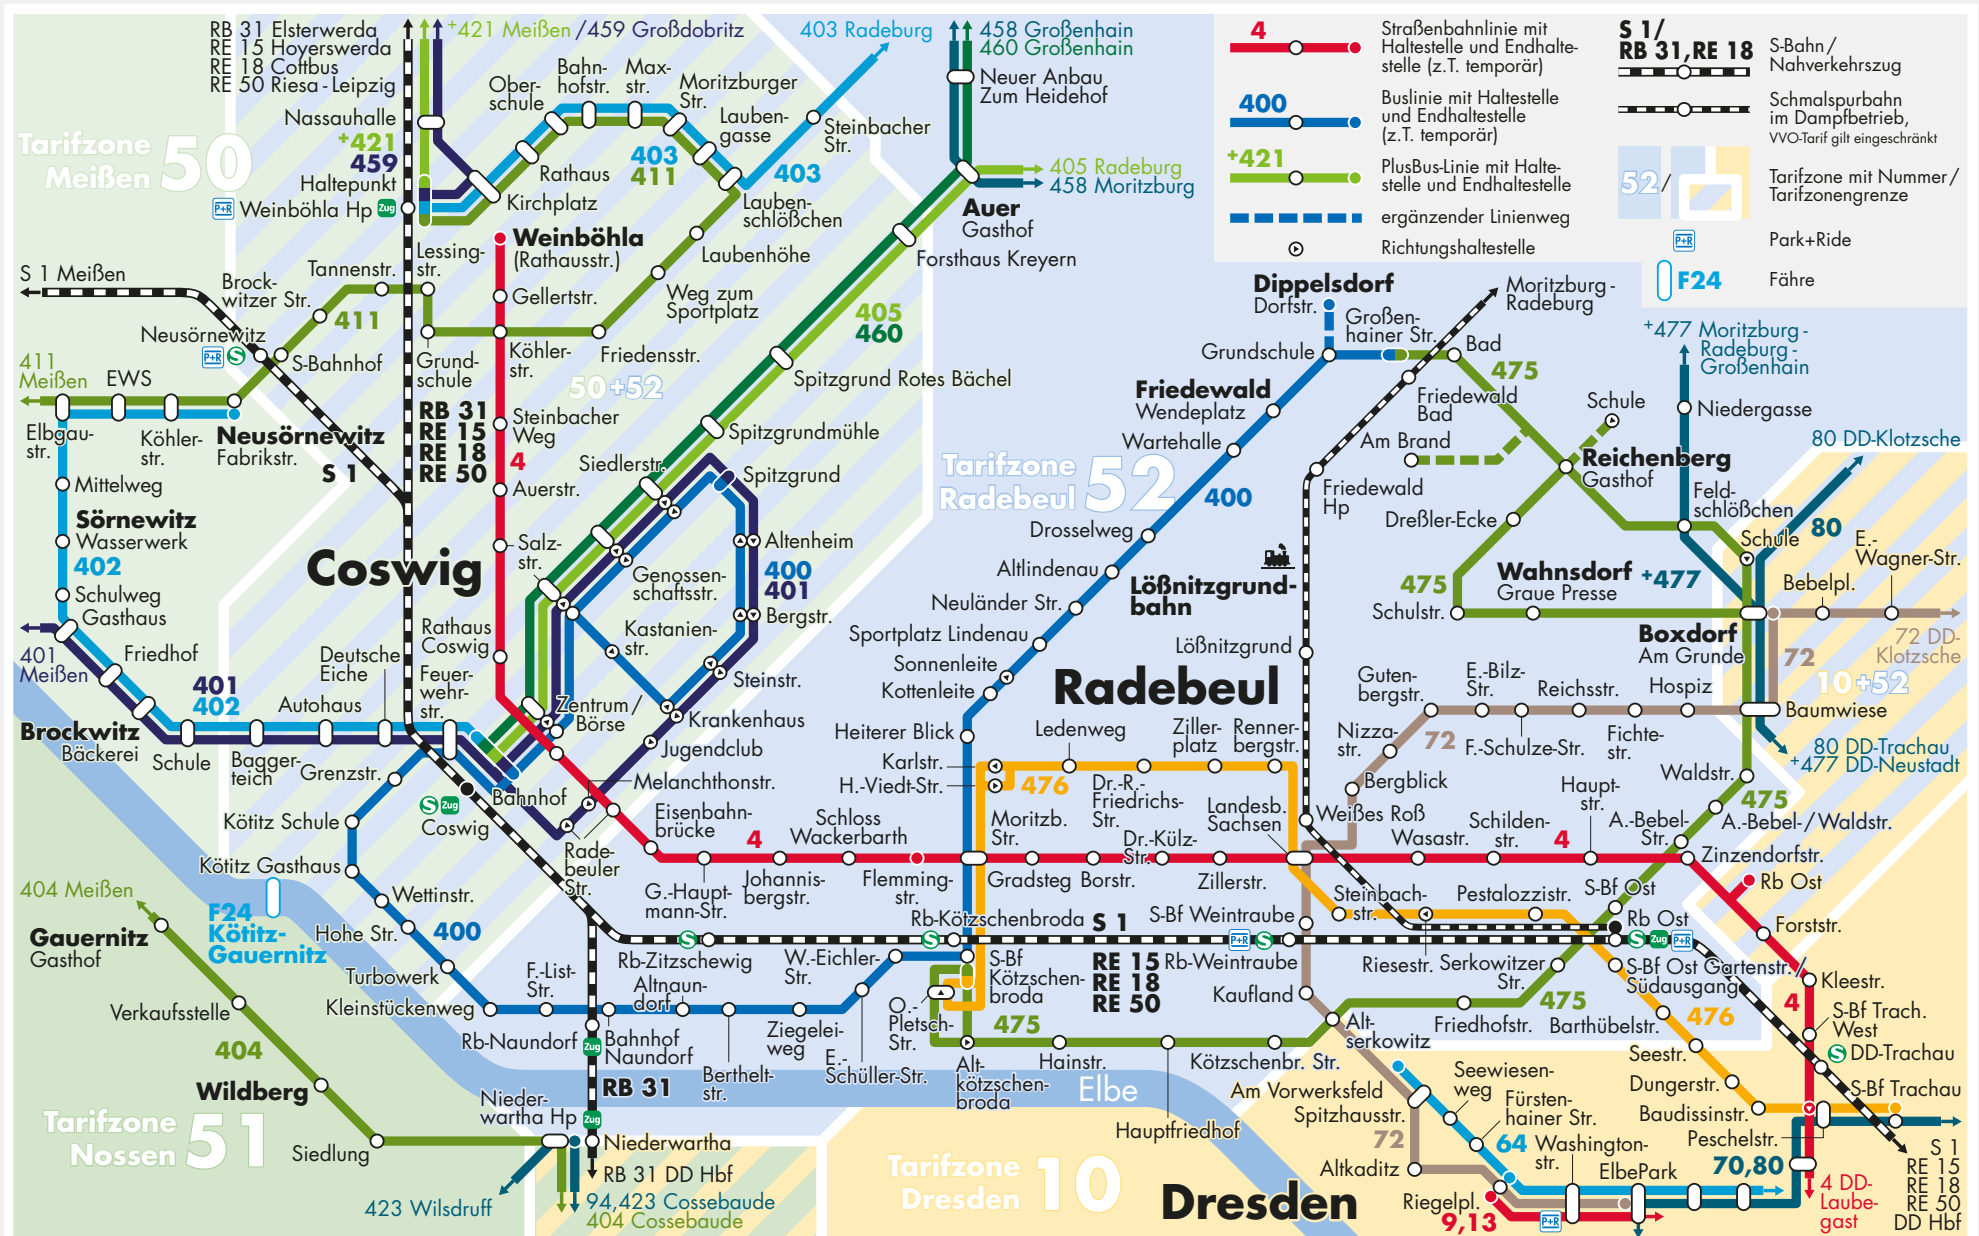 RB 31 Elsterwerda
RE 15 Hoyerswerda
RE 18 Cottbus
RE 50 Riesa - Leipzig
+421 Meißen / 459 Großdobritz
403 Radeburg
458 Großenhain
460 Großenhain
Neuer Anbau
Zum Heidehof
4
Straßenbahnlinie mit
Haltestelle und Endhalte-
stelle (z.T. temporär)
400
Buslinie mit Haltestelle
und Endhaltestelle
(z.T. temporär)
+421
PlusBus-Linie mit Halte-
stelle und Endhaltestelle
ergänzender Linienweg
Richtungshaltestelle
S 1/
RB 31, RE 18
S-Bahn /
Nahverkehrszug
Schmalspurbahn
im Dampfbetrieb,
VVO-Tarif gilt eingeschränkt
52 /
Tarifzone mit Nummer /
Tarifzonengrenze
P+R
Park+Ride
F24
Fähre
Tarifzone
Meißen 50
Nassauhalle
+421
459
Haltepunkt
P+R Weinböhla Hp Zug
Ober-
schule
Bahn-
hofstr.
Max-
str.
Moritzburger
Str.
Lauben-
gasse
Steinbacher
Str.
Rathaus
403
411
403
Kirchplatz
Lauben-
schlößchen
405 Radeburg
458 Moritzburg
Auer
Gasthof
Forsthaus Kreyern
Laubenhöhe
Weg zum
Sportplatz
Weinböhla
(Rathausstr.)
Lessing-
str.
Gellertstr.
Tannenstr.
Brock-
witzer Str.
S 1 Meißen
Neusörnewitz
P+R S
411
S-Bahnhof
Grund-
schule
Köhler-
str.
Friedensstr.
50+52
405
460
Spitzgrund Rotes Bächel
411
Meißen
EWS
Elbgau-
str.
Köhler-
str.
Neusörnewitz
Fabrikstr.
S 1
RB 31
RE 15
RE 18
RE 50
Steinbacher
Weg
4
Auerstr.
Spitzgrundmühle
Siedlerstr.
Spitzgrund
Mittelweg
Sörnewitz
Wasserwerk
402
Schulweg
Gasthaus
Coswig
Salz-
str.
Genossen-
schaftsstr.
Altenheim
400
401
Bergstr.
Kastanien-
str.
Steinstr.
401
Meißen
Friedhof
Brockwitz
Bäckerei
401
402
Schule
Bagger-
teich
Autohaus
Deutsche
Eiche
Rathaus
Coswig
Feuer-
wehr-
str.
Zentrum /
Börse
Krankenhaus
Jugendclub
Melanchthonstr.
Grenzstr.
Bahnhof
S Zug
Coswig
Kötitz Schule
Kötitz Gasthaus
Rade-
beuler
Str.
Eisenbahn-
brücke
4
Schloss
Wackerbarth
G.-Haupt-
mann-Str.
Johannis-
bergstr.
Flemming-
str.
Dippelsdorf
Dorfstr.
Großen-
hainer Str.
Grundschule
Moritzburg -
Radeburg
Bad
475
Friedewald
Bad
Friedewald
Wendeplatz
Wartehalle
Am Brand
Schule
Reichenberg
Gasthof
+477 Moritzburg -
Radeburg -
Großenhain
Niedergasse
80 DD-Klotzsche
Tarifzone
Radebeul 52
400
Friedewald
Hp
Dreßler-Ecke
Feld-
schlößchen
Schule
80
E.-
Wagner-Str.
Drosselweg
Altlindenau
Neuländer Str.
Sportplatz Lindenau
Sonnenleite
Kottenleite
Heiterer Blick
Lößnitzgrund-
bahn
475
Schulstr.
Wahnsdorf
Graue Presse
+477
Bebelpl.
Boxdorf
Am Grunde
72 DD-
Klotzsche
72
10+52
Lößnitzgrund
Radebeul
Guten-
bergstr.
E.-Bilz-
Str.
Reichsstr.
Hospiz
Baumwiese
Nizza-
str.
72
F.-Schulze-Str.
Fichte-
str.
80 DD-Trachau
+477 DD-Neustadt
Karlstr.
H.-Viedt-Str.
Ledenweg
Ziller-
platz
Renner-
bergstr.
476
Moritzb.
Str.
Dr.-R.-
Friedrichs-
Str.
Dr.-Külz-
Str.
Landesb.
Sachsen
Bergblick
Weißes Roß
Haupt-
str.
Waldstr.
475
A.-Bebel-
Str.
A.-Bebel-/Waldstr.
Wasastr.
Schilden-
str.
4
Zinzendorfstr.
Gradsteg
Borstr.
Zillerstr.
Steinbach-
str.
Pestalozzistr.
S-Bf Ost
Rb Ost
Rb Ost
S Zug P+R
Forststr.
404 Meißen
Gauernitz
Gasthof
F24
Kötitz-
Gauernitz
Wettinstr.
Hohe Str.
400
Turbowerk
Kleinstückenweg
Verkaufsstelle
404
Wildberg
Siedlung
Tarifzone
Nossen 51
S
Rb-Zitzschewig
S
Rb-Kötzschenbroda
S 1
RE 15
RE 18
RE 50
S-Bf Weintraube
P+R S
Rb-Weintraube
Riesestr.
Serkowitzer
Str.
S-Bf Ost Gartenstr. /
Südausgang
Kleestr.
W.-Eichler-
Str.
S-Bf
Kötzschen-
broda
F.-List-
Str.
Altnaun-
dorf
Rb-Naundorf
Zug
Bahnhof
Naundorf
RB 31
Berthelt-
str.
Ziegelei-
weg
E.-
Schüller-Str.
O.-
Pletsch-
Str.
475
Alt-
kötzschen-
broda
Hainstr.
Hauptfriedhof
Kötzschenbr. Str.
Kaufland
Alt-
serkowitz
Friedhofstr.
475
Barthübelstr.
476
4
S-Bf Trach.
West
S DD-Trachau
Seestr.
Dungerstr.
Baudissinstr.
Peschelstr.
S-Bf Trachau
Elbe
Am Vorwerksfeld
Spitzhausstr.
Seewiesen-
weg
Fürsten-
hainer Str.
64
72
Altkaditz
Washington-
str.
ElbePark
70,80
Riegelpl.
9,13
P+R
Nieder-
wartha Hp
Zug
Niederwartha
RB 31 DD Hbf
94,423 Cossebaude
404 Cossebaude
423 Wilsdruff
Tarifzone
Dresden 10
Dresden
4 DD-
Laube-
gast
S 1
RE 15
RE 18
RE 50
DD Hbf